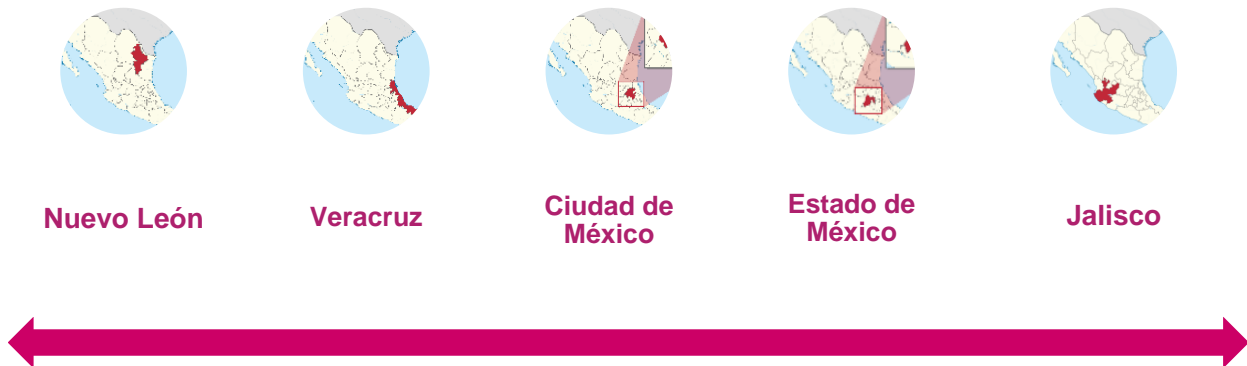 Nuevo León
Veracruz
Ciudad de
México
Estado de
México
Jalisco